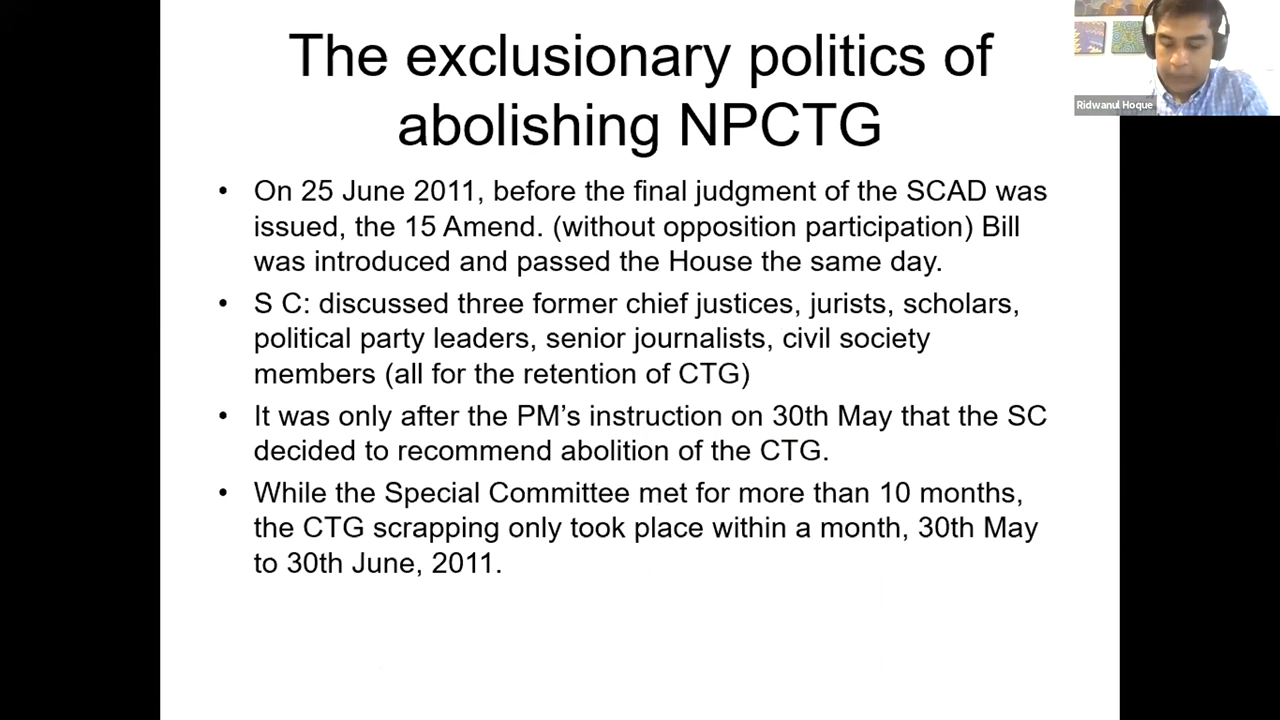 The exclusionary politics of
abolishing NPCTG
• On 25 June 2011, before the final judgment of the SCAD was
issued, the 15 Amend. (without opposition participation) Bill
was introduced and passed the House the same day.
• S C: discussed three former chief justices, jurists, scholars,
political party leaders, senior journalists, civil society
members (all for the retention of CTG)
• It was only after the PM’s instruction on 30th May that the SC
decided to recommend abolition of the CTG.
• While the Special Committee met for more than 10 months,
the CTG scrapping only took place within a month, 30th May
to 30th June, 2011.
Ridwanul Hoque